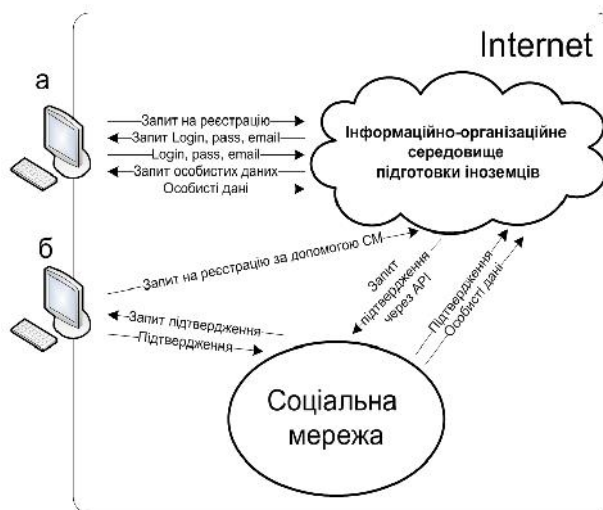 Internet
а
Запит на реєстрацію
Запит Login, pass, email
Login, pass, email
Запит особистих даних
Особисті дані
Інформаційно-організаційне
середовище
підготовки іноземців
б
Запит на реєстрацію за допомогою СМ
Запит підтвердження
Підтвердження
Запит
підтвердження
через API
Підтвердження
Особисті дані
Соціальна
мережа